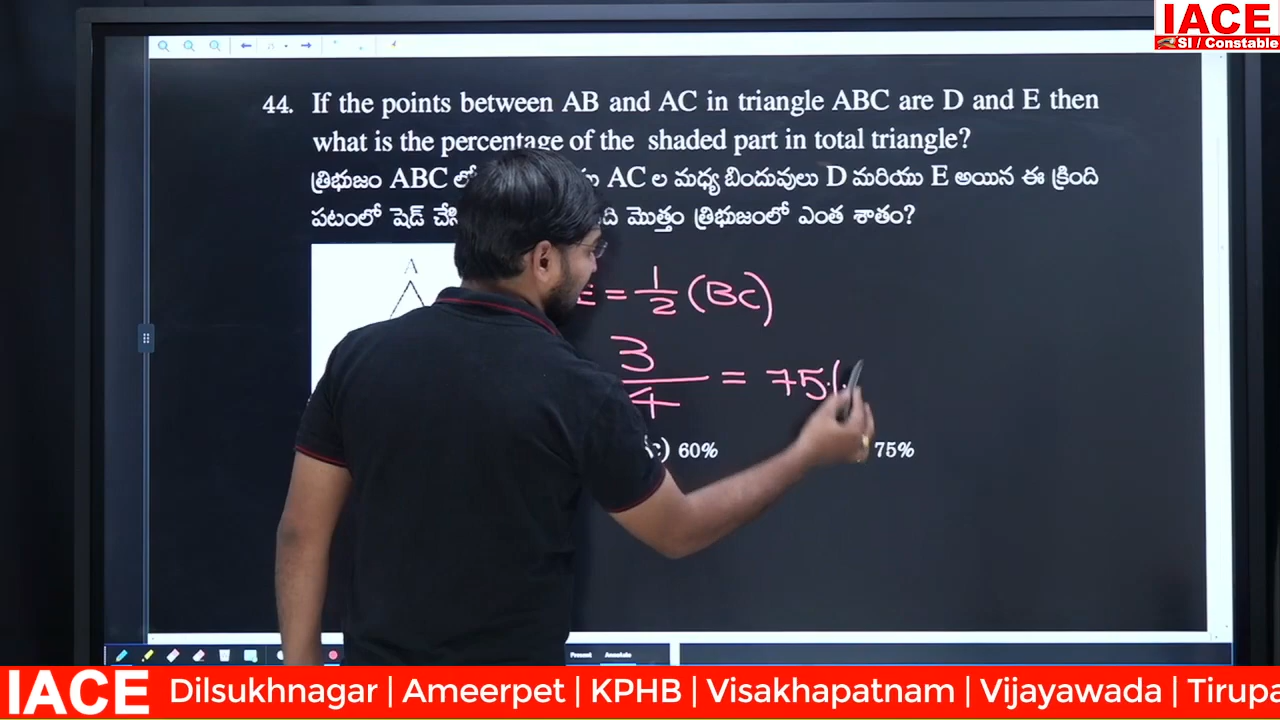 IACE
SI / Constable
44. If the points between AB and AC in triangle ABC are D and E then
what is the percentage of the shaded part in total triangle?
త్రిభుజం ABC లో AC ల మధ్య బిందువులు D మరియు E అయిన ఈ క్రింది
పటంలో షెడ్ మొత్తం త్రిభుజంలో ఎంత శాతం?
A
E = 1/2 (BC)
3/4 = 75
60% 75%
Present Annotate
IACE Dilsukhnagar | Ameerpet | KPHB | Visakhapatnam | Vijayawada | Tirupa